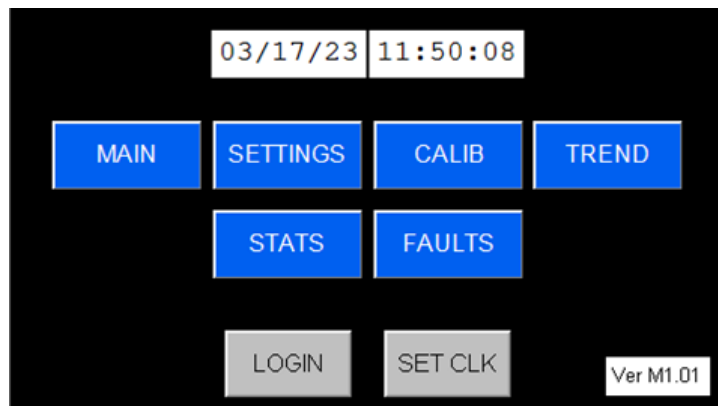 03/17/23 11:50:08
MAIN SETTINGS CALIB TREND
STATS FAULTS
LOGIN SET CLK
Ver M1.01